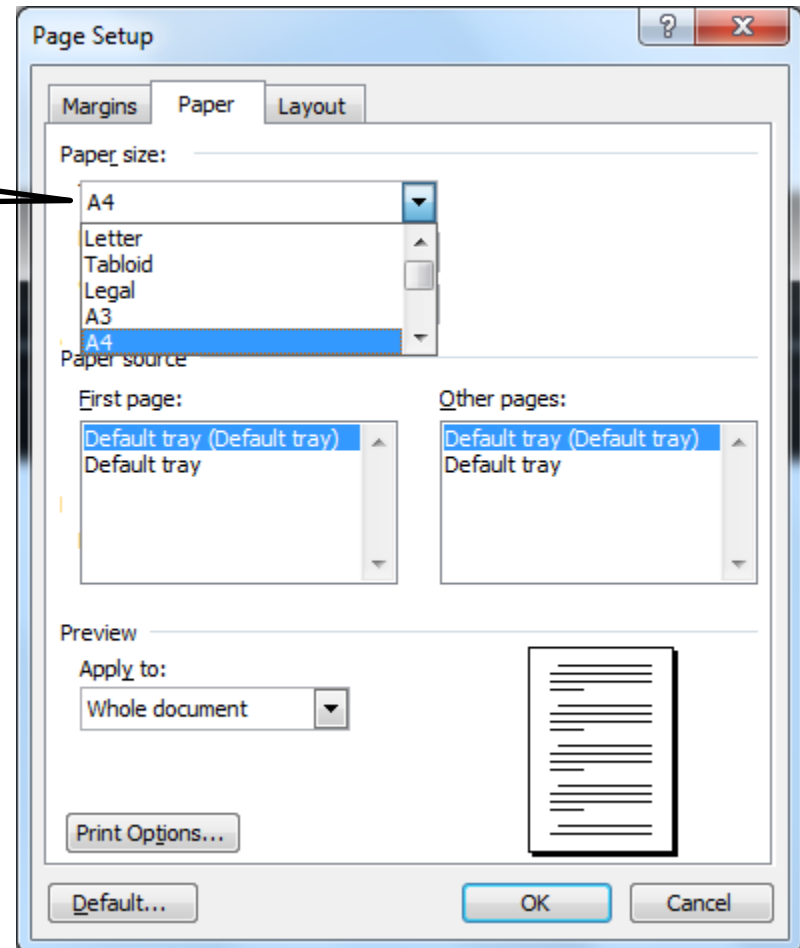 Page Setup
Margins Paper Layout
Paper size:
A4
Letter
Tabloid
Legal
A3
A4
Paper source
First page: Other pages:
Default tray (Default tray) Default tray (Default tray)
Default tray Default tray
Preview
Apply to:
Whole document
Print Options...
Default... OK Cancel